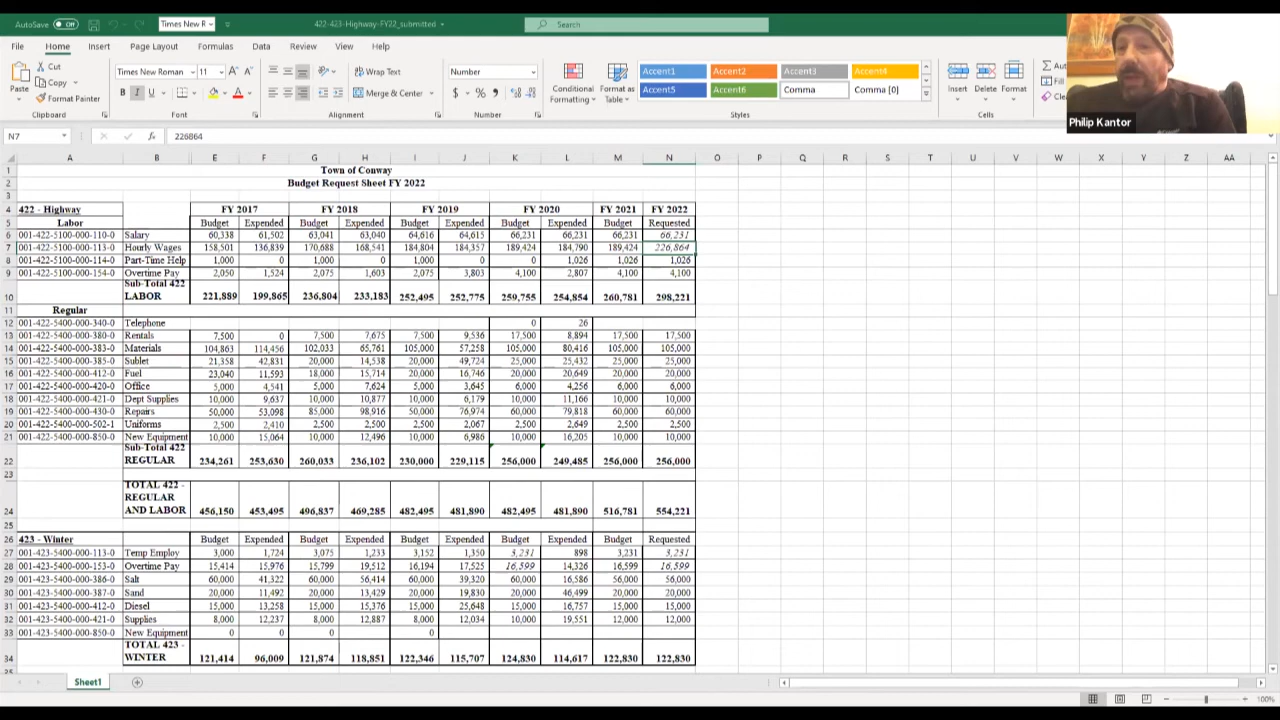 AutoSave Off Times New R 422-423-Highway-FY22_submitted Search
File Home Insert Page Layout Formulas Data Review View Help
Paste Cut Copy Format Painter Times New Roman 11 B I U Wrap Text Merge & Center Number $ % Conditional Formatting Format as Table Accent1 Accent2 Accent3 Accent4 Accent5 Accent6 Comma Comma [0] Insert Delete Format
Clipboard Font Alignment Number Styles Cells
Philip Kantor
N7 fx 226864
A B E F G H I J K L M N O P Q R S T U V W X Y Z AA
1 Town of Conway
2 Budget Request Sheet FY 2022
3
4 422 - Highway FY 2017 FY 2018 FY 2019 FY 2020 FY 2021 FY 2022
5 Labor Budget Expended Budget Expended Budget Expended Budget Expended Budget Requested
6 001-422-5100-000-110-0 Salary 60,338 61,502 63,041 63,040 64,616 64,615 66,231 66,231 66,231 66,231
7 001-422-5100-000-113-0 Hourly Wages 158,501 136,839 170,688 168,541 184,804 184,357 189,424 184,790 189,424 226,864
8 001-422-5100-000-114-0 Part-Time Help 1,000 0 1,000 0 1,000 0 0 1,026 1,026 1,026
9 001-422-5100-000-154-0 Overtime Pay 2,050 1,524 2,075 1,603 2,075 3,803 4,100 2,807 4,100 4,100
10 Sub-Total 422 LABOR 221,889 199,865 236,804 233,183 252,495 252,775 259,755 254,854 260,781 298,221
11 Regular
12 001-422-5400-000-340-0 Telephone 0 26
13 001-422-5400-000-380-0 Rentals 7,500 0 7,500 7,675 7,500 9,536 17,500 8,894 17,500 17,500
14 001-422-5400-000-383-0 Materials 104,863 114,456 102,033 65,761 105,000 57,258 105,000 80,416 105,000 105,000
15 001-422-5400-000-385-0 Sublet 21,358 42,831 20,000 14,538 20,000 49,724 25,000 25,432 25,000 25,000
16 001-422-5400-000-412-0 Fuel 23,040 11,593 18,000 15,714 20,000 16,746 20,000 20,649 20,000 20,000
17 001-422-5400-000-420-0 Office 5,000 4,541 5,000 7,624 5,000 3,645 6,000 4,256 6,000 6,000
18 001-422-5400-000-421-0 Dept Supplies 10,000 9,637 10,000 10,877 10,000 6,179 10,000 11,166 10,000 10,000
19 001-422-5400-000-430-0 Repairs 50,000 53,098 85,000 98,916 50,000 76,974 60,000 79,818 60,000 60,000
20 001-422-5400-000-502-1 Uniforms 2,500 2,410 2,500 2,500 2,500 2,067 2,500 2,649 2,500 2,500
21 001-422-5400-000-850-0 New Equipment 10,000 15,064 10,000 12,496 10,000 6,986 10,000 16,205 10,000 10,000
22 Sub-Total 422 REGULAR 234,261 253,630 260,033 236,102 230,000 229,115 256,000 249,485 256,000 256,000
23
24 TOTAL 422 - REGULAR AND LABOR 456,150 453,495 496,837 469,285 482,495 481,890 482,495 481,890 516,781 554,221
25
26 423 - Winter Budget Expended Budget Expended Budget Expended Budget Expended Budget Requested
27 001-423-5400-000-113-0 Temp Employ 3,000 1,724 3,075 1,233 3,152 1,350 3,231 898 3,231 3,231
28 001-423-5400-000-153-0 Overtime Pay 15,414 15,976 15,799 19,512 16,194 17,525 16,599 14,326 16,599 16,599
29 001-423-5400-000-386-0 Salt 60,000 41,322 60,000 56,414 60,000 39,320 60,000 16,586 56,000 56,000
30 001-423-5400-000-387-0 Sand 20,000 11,492 20,000 13,429 20,000 19,830 20,000 46,499 20,000 20,000
31 001-423-5400-000-412-0 Diesel 15,000 13,258 15,000 15,376 15,000 25,648 15,000 16,757 15,000 15,000
32 001-423-5400-000-421-0 Supplies 8,000 12,237 8,000 12,887 8,000 12,034 10,000 19,551 12,000 12,000
33 001-423-5400-000-850-0 New Equipment 0 0 0 0
34 TOTAL 423 - WINTER 121,414 96,009 121,874 118,851 122,346 115,707 124,830 114,617 122,830 122,830
Sheet1
100%